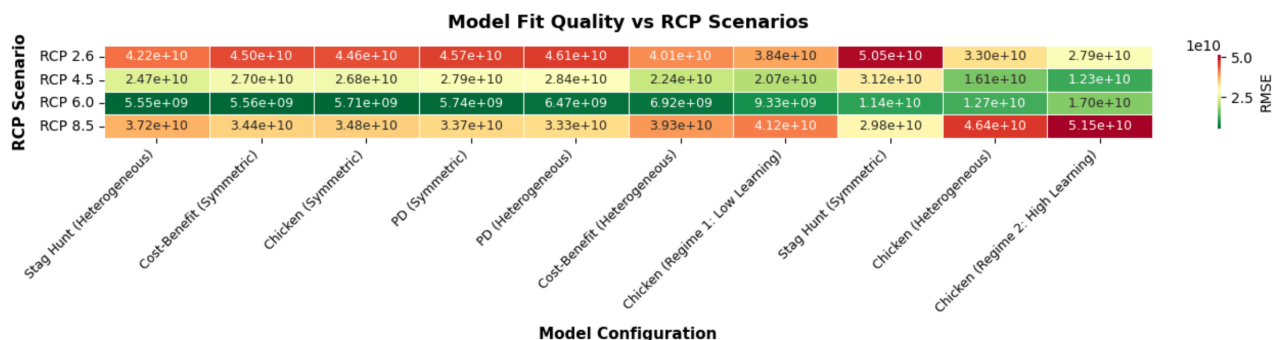 Model Fit Quality vs RCP Scenarios
RCP Scenario
RCP 2.6 4.22e+10 4.50e+10 4.46e+10 4.57e+10 4.61e+10 4.01e+10 3.84e+10 5.05e+10 3.30e+10 2.79e+10
RCP 4.5 2.47e+10 2.70e+10 2.68e+10 2.79e+10 2.84e+10 2.24e+10 2.07e+10 3.12e+10 1.61e+10 1.23e+10
RCP 6.0 5.55e+09 5.56e+09 5.71e+09 5.74e+09 6.47e+09 6.92e+09 9.33e+09 1.14e+10 1.27e+10 1.70e+10
RCP 8.5 3.72e+10 3.44e+10 3.48e+10 3.37e+10 3.33e+10 3.93e+10 4.12e+10 2.98e+10 4.64e+10 5.15e+10
Stag Hunt (Heterogeneous)
Cost-Benefit (Symmetric)
Chicken (Symmetric)
PD (Symmetric)
PD (Heterogeneous)
Cost-Benefit (Heterogeneous)
Chicken (Regime 1: Low Learning)
Stag Hunt (Symmetric)
Chicken (Heterogeneous)
Chicken (Regime 2: High Learning)
Model Configuration
1e10
5.0
2.5
RMSE